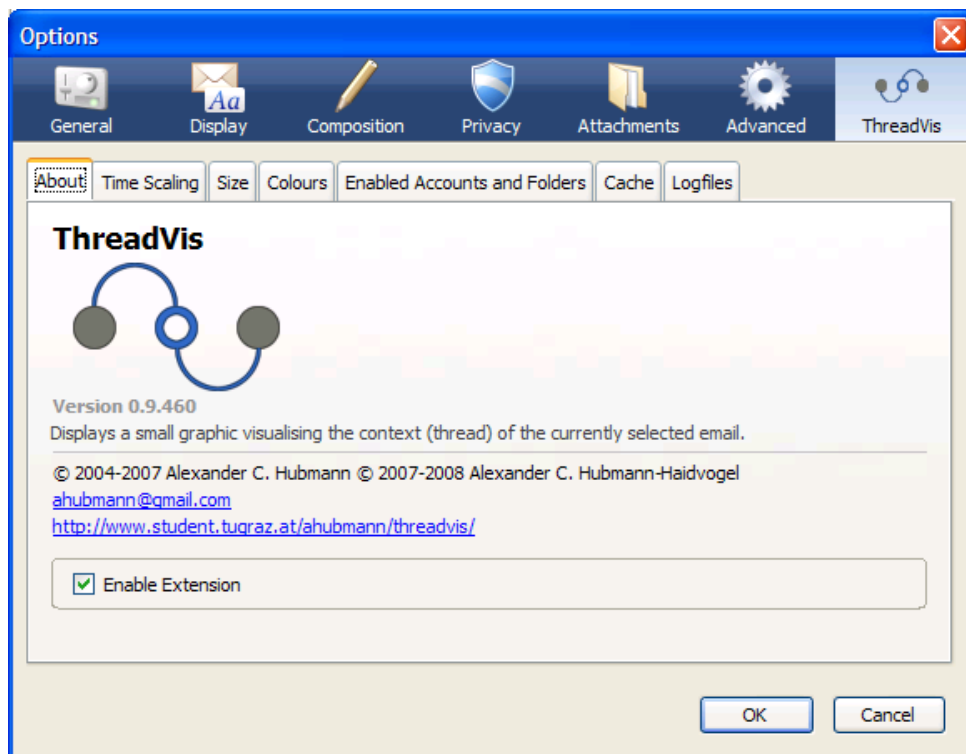 Options
General Display Composition Privacy Attachments Advanced ThreadVis
About Time Scaling Size Colours Enabled Accounts and Folders Cache Logfiles
ThreadVis
Version 0.9.460
Displays a small graphic visualising the context (thread) of the currently selected email.
© 2004-2007 Alexander C. Hubmann © 2007-2008 Alexander C. Hubmann-Haidvogel
ahubmann@gmail.com
http://www.student.tugraz.at/ahubmann/threadvis/
Enable Extension
OK Cancel